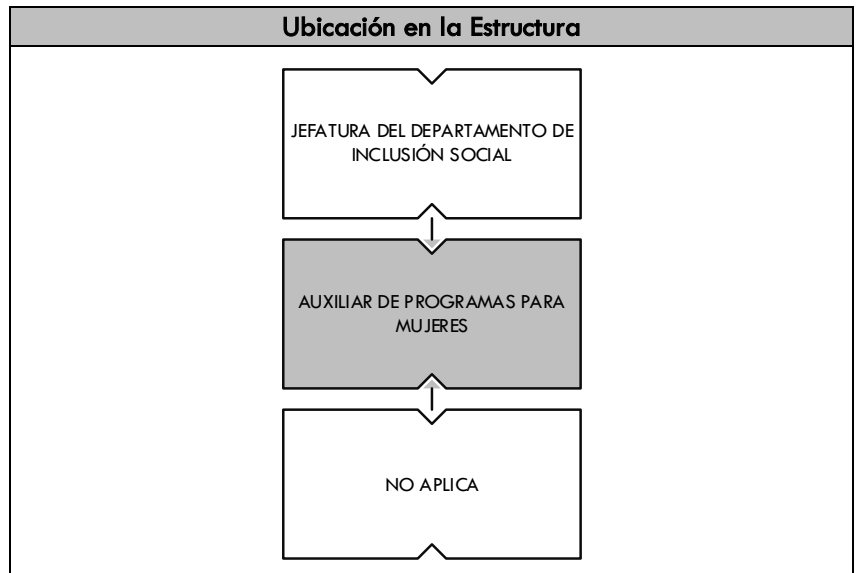 Ubicación en la Estructura
JEFATURA DEL DEPARTAMENTO DE
INCLUSIÓN SOCIAL
AUXILIAR DE PROGRAMAS PARA
MUJERES
NO APLICA